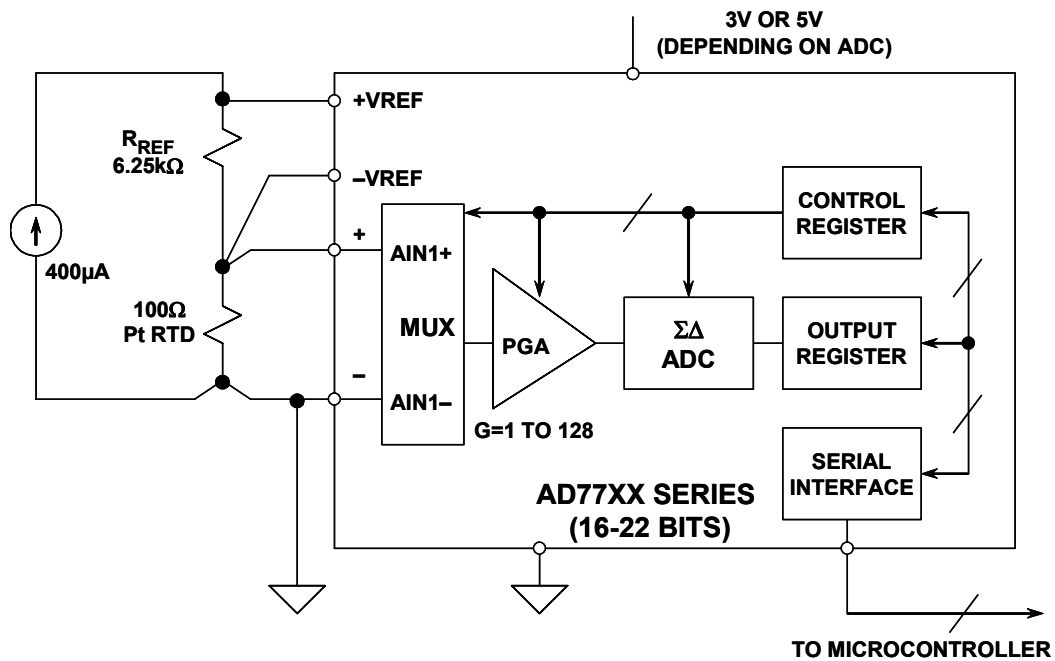 3V OR 5V
(DEPENDING ON ADC)
+VREF
RREF
6.25kΩ
–VREF
+
400µA
AIN1+
CONTROL
REGISTER
100Ω
Pt RTD
MUX
PGA
ΣΔ
ADC
OUTPUT
REGISTER
–
AIN1–
G=1 TO 128
SERIAL
INTERFACE
AD77XX SERIES
(16-22 BITS)
TO MICROCONTROLLER